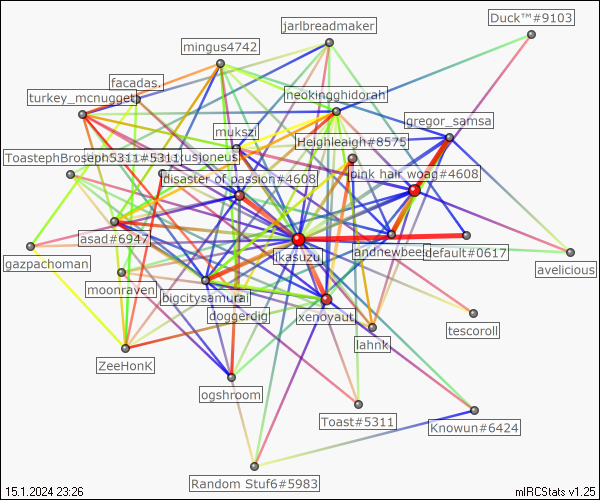 Duck™#9103
jarlbreadmaker
mingus4742
facadas.
neokingghidorah
turkey_mcnugget
gregor_samsa
mukszi
Heighleaigh#8575
ToastephBroseph5311#5311
usjoneus
disaster of passion#4608
pink hair woag#4608
asad#6947
ikasuzu
andnewbees
default#0617
gazpachoman
avelicious
moonraven
bigcitysamurai
doggerdig
xenoyaut
tescoroll
lahnk
ZeeHonK
ogshroom
Toast#5311
Knowun#6424
Random Stuf6#5983
15.1.2024 23:26
mIRCStats v1.25